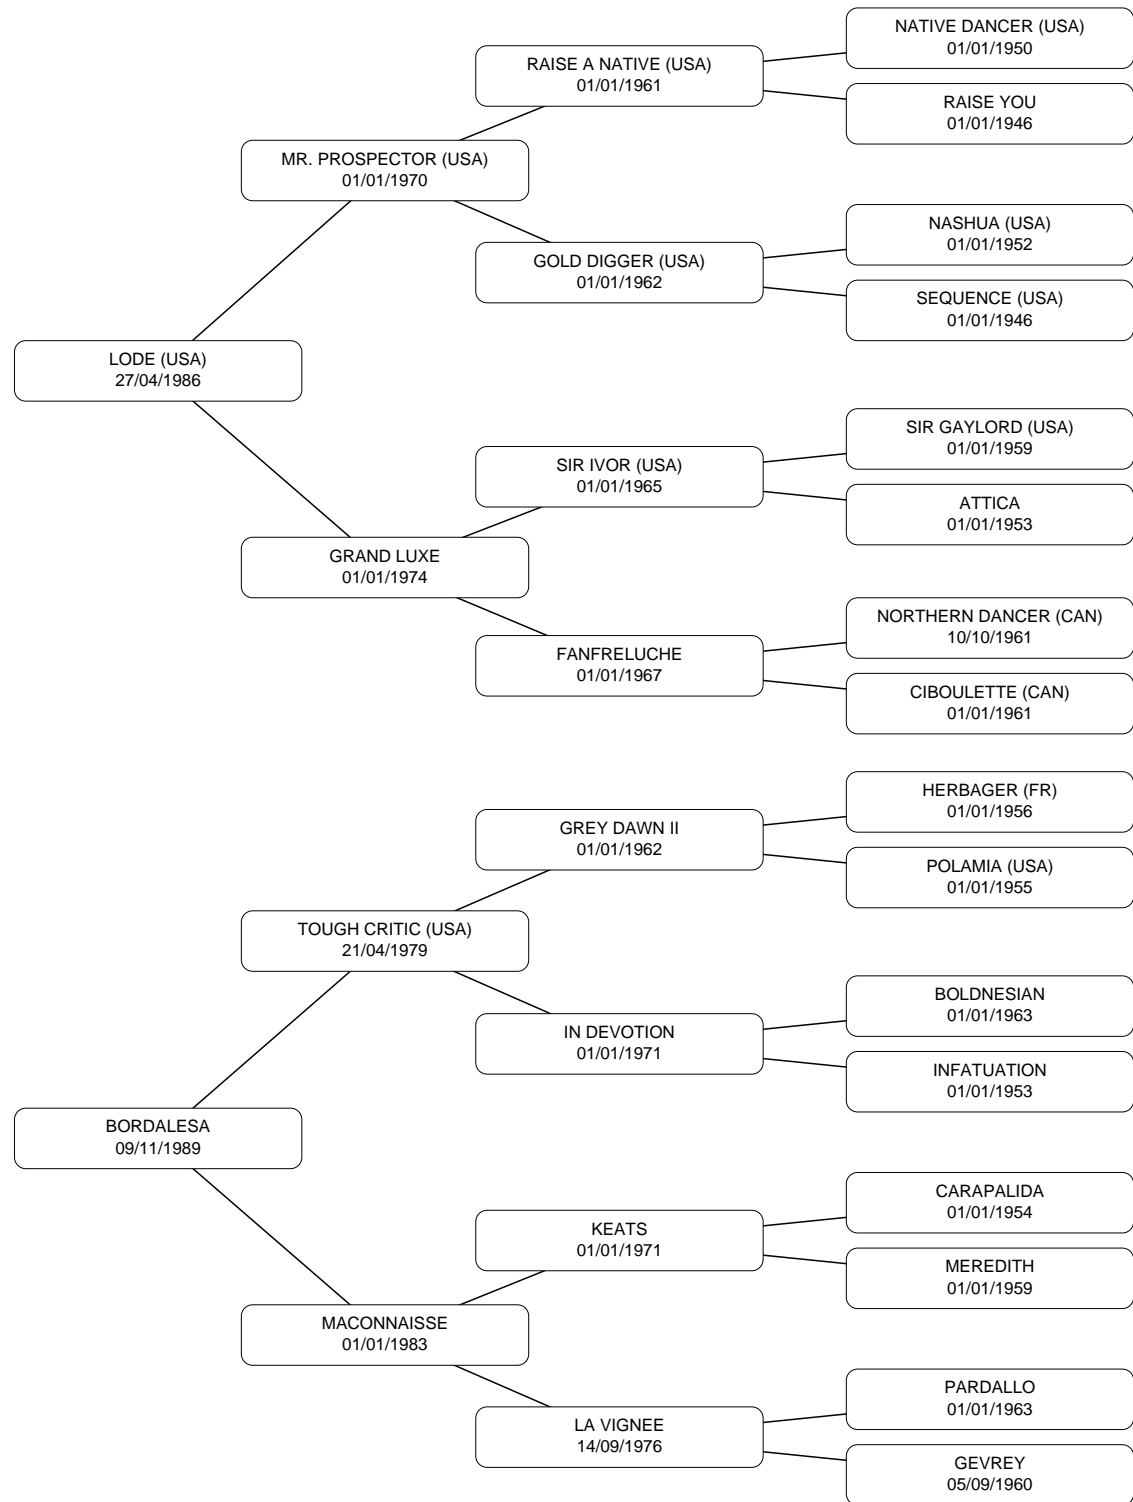 NATIVE DANCER (USA)
01/01/1950
RAISE A NATIVE (USA)
01/01/1961
RAISE YOU
01/01/1946
MR. PROSPECTOR (USA)
01/01/1970
NASHUA (USA)
01/01/1952
GOLD DIGGER (USA)
01/01/1962
SEQUENCE (USA)
01/01/1946
LODE (USA)
27/04/1986
SIR GAYLORD (USA)
01/01/1959
SIR IVOR (USA)
01/01/1965
ATTICA
01/01/1953
GRAND LUXE
01/01/1974
NORTHERN DANCER (CAN)
10/10/1961
FANFRELUCHE
01/01/1967
CIBOULETTE (CAN)
01/01/1961
HERBAGER (FR)
01/01/1956
GREY DAWN II
01/01/1962
POLAMIA (USA)
01/01/1955
TOUGH CRITIC (USA)
21/04/1979
BOLDNESIAN
01/01/1963
IN DEVOTION
01/01/1971
INFATUATION
01/01/1953
BORDALESA
09/11/1989
CARAPALIDA
01/01/1954
KEATS
01/01/1971
MEREDITH
01/01/1959
MACONNAISSE
01/01/1983
PARDALLO
01/01/1963
LA VIGNEE
14/09/1976
GEVREY
05/09/1960